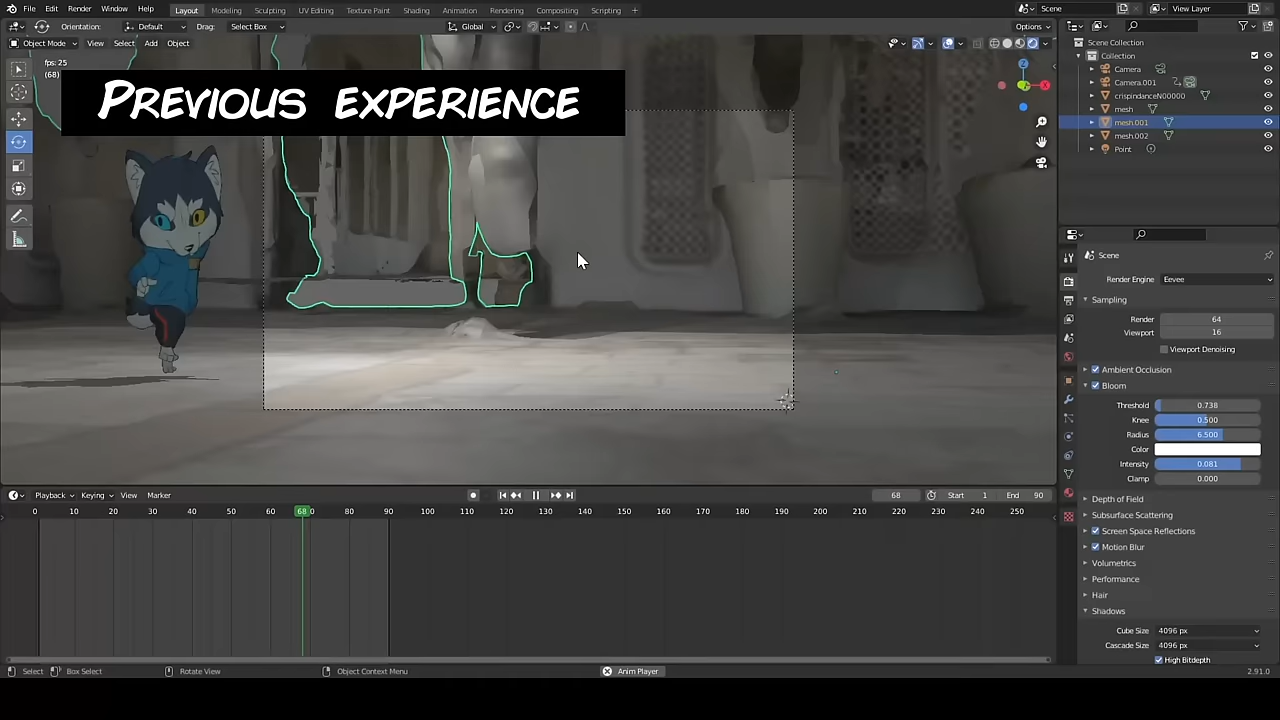 File Edit Render Window Help Layout Modeling Sculpting UV Editing Texture Paint Shading Animation Rendering Compositing Scripting + Scene View Layer
Orientation: Default Drag: Select Box Global Options
Object Mode View Select Add Object
fps: 25
(68)
PREVIOUS EXPERIENCE
Z
Y
Scene Collection
Collection
Camera
Camera.001
crispindanceN00000
mesh
mesh.001
mesh.002
Point
Scene
Render Engine Eevee
Sampling
Render 64
Viewport 16
Viewport Denoising
Ambient Occlusion
Bloom
Threshold 0.738
Knee 0.500
Radius 6.500
Color
Intensity 0.081
Clamp 0.000
Depth of Field
Subsurface Scattering
Screen Space Reflections
Motion Blur
Volumetrics
Performance
Hair
Shadows
Cube Size 4096 px
Cascade Size 4096 px
High Bitdepth
Playback Keying View Marker 68 Start 1 End 90
0 10 20 30 40 50 60 68 80 90 100 110 120 130 140 150 160 170 180 190 200 210 220 230 240 250
Select Box Select Rotate View Object Context Menu Anim Player 2.91.0